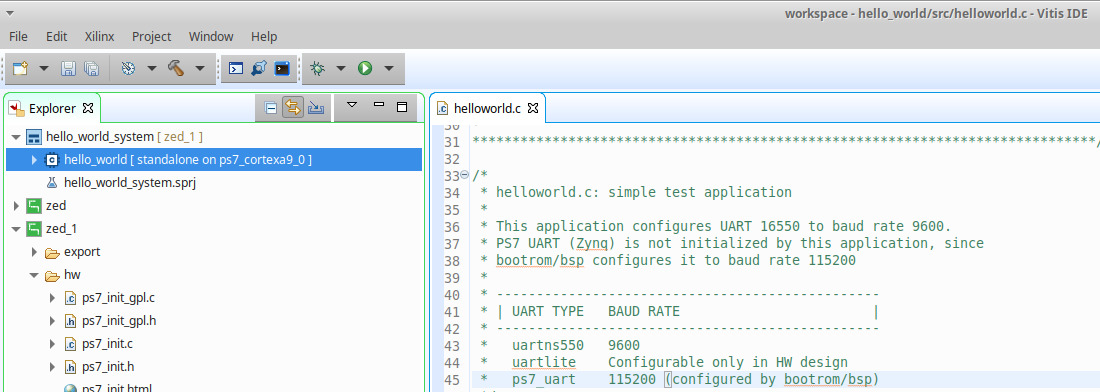 workspace - hello_world/src/helloworld.c - Vitis IDE
File Edit Xilinx Project Window Help
Explorer
hello_world_system [ zed_1 ]
hello_world [ standalone on ps7_cortexa9_0 ]
hello_world_system.sprj
zed
zed_1
export
hw
.c ps7_init_gpl.c
.h ps7_init_gpl.h
.c ps7_init.c
.h ps7_init.h
ps7_init.html
.c helloworld.c
30
31 ******************************************************************************/
32
33 /*
34 * helloworld.c: simple test application
35 *
36 * This application configures UART 16550 to baud rate 9600.
37 * PS7 UART (Zynq) is not initialized by this application, since
38 * bootrom/bsp configures it to baud rate 115200
39 *
40 * ------------------------------------------------
41 * | UART TYPE   BAUD RATE                        |
42 * ------------------------------------------------
43 *   uartns550   9600
44 *   uartlite    Configurable only in HW design
45 *   ps7_uart    115200 (configured by bootrom/bsp)